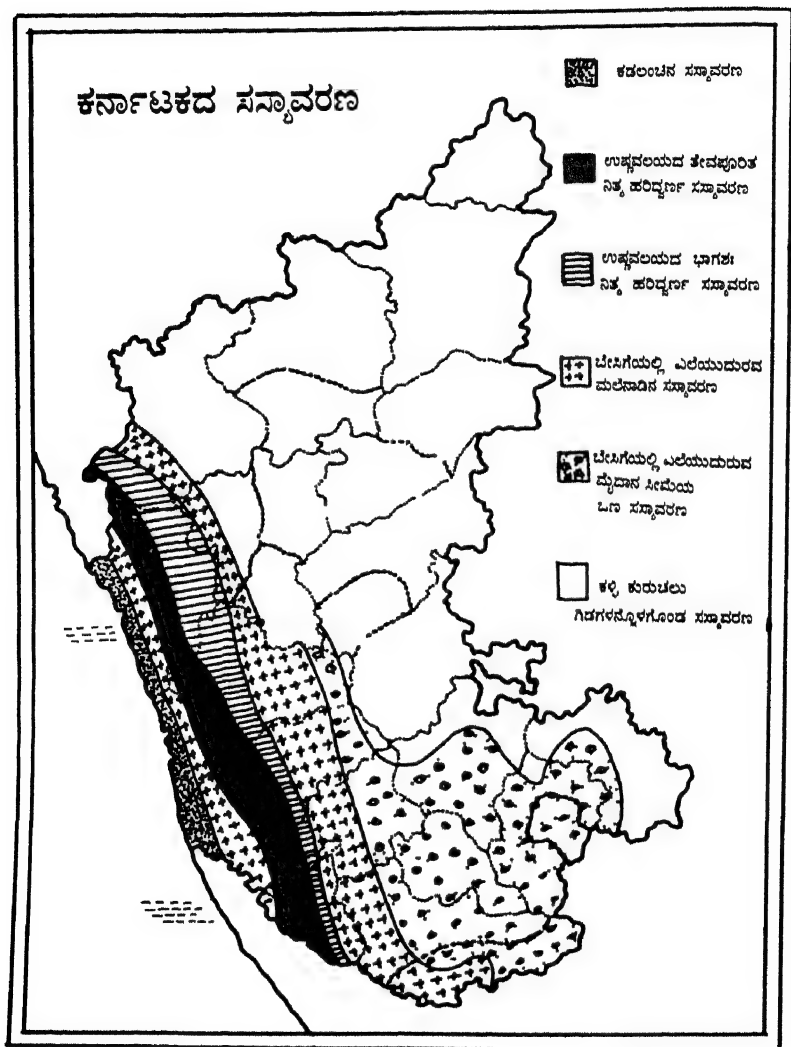 ಕರ್ನಾಟಕದ ಸಸ್ಯಾವರಣ
ಕಡಲಂಚಿನ ಸಸ್ಯಾವರಣ
ಉಷ್ಣವಲಯದ ತೇವಪೂರಿತ
ನಿತ್ಯ ಹರಿದ್ವರ್ಣ ಸಸ್ಯಾವರಣ
ಉಷ್ಣವಲಯದ ಭಾಗಶಃ
ನಿತ್ಯ ಹರಿದ್ವರ್ಣ ಸಸ್ಯಾವರಣ
ಬೇಸಿಗೆಯಲ್ಲಿ ಎಲೆಯುದುರವ
ಮಲೆನಾಡಿನ ಸಸ್ಯಾವರಣ
ಬೇಸಿಗೆಯಲ್ಲಿ ಎಲೆಯುದುರುವ
ಮೈದಾನ ಸೀಮೆಯ
ಒಣ ಸಸ್ಯಾವರಣ
ಕಳ್ಳಿ ಕುರುಚಲು
ಗಿಡಗಳನ್ನೊಳಗೊಂಡ ಸಸ್ಯಾವರಣ